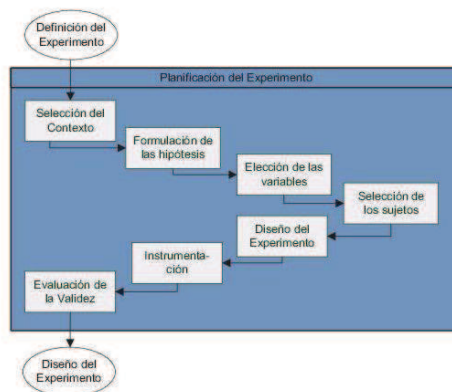 Definición del
Experimento
Planificación del Experimento
Selección del
Contexto
Formulación de
las hipótesis
Elección de las
variables
Selección de
los sujetos
Diseño del
Experimento
Instrumenta-
ción
Evaluación de
la Validez
Diseño del
Experimento